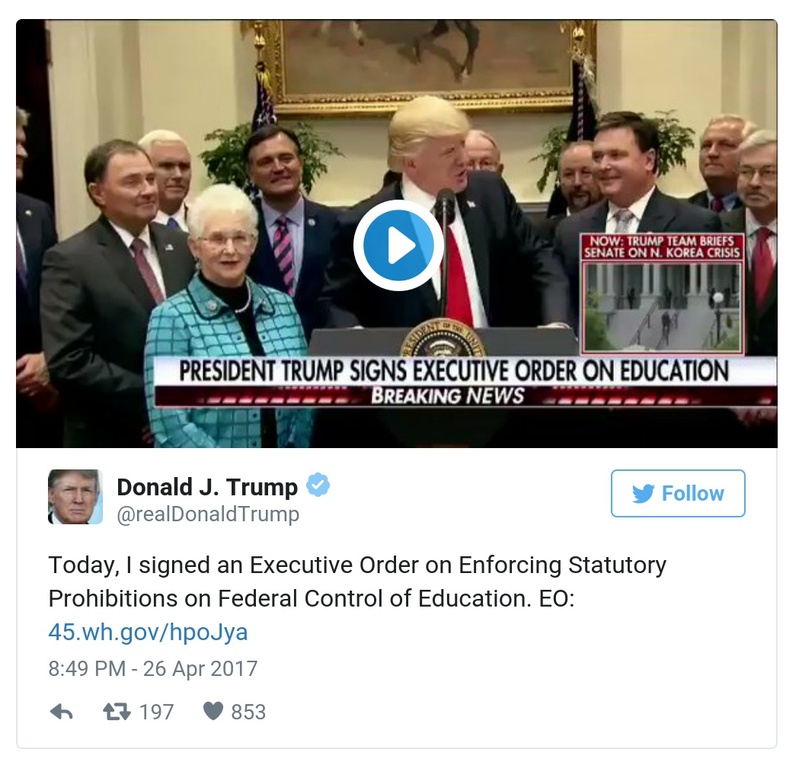 NOW: TRUMP TEAM BRIEFS
SENATE ON N. KOREA CRISIS
PRESIDENT TRUMP SIGNS EXECUTIVE ORDER ON EDUCATION
BREAKING NEWS
Donald J. Trump
@realDonaldTrump
Follow
Today, I signed an Executive Order on Enforcing Statutory
Prohibitions on Federal Control of Education. EO:
45.wh.gov/hpoJya
8:49 PM - 26 Apr 2017
197 853